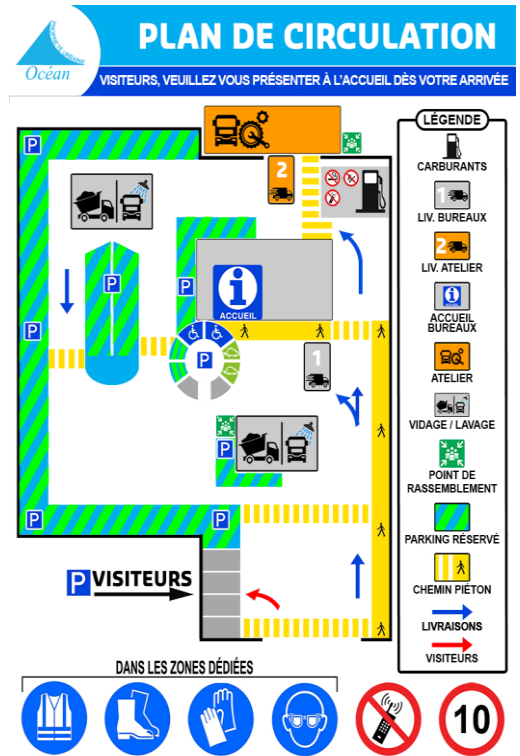 Océan
PLAN DE CIRCULATION
VISITEURS, VEUILLEZ VOUS PRÉSENTER À L'ACCUEIL DÈS VOTRE ARRIVÉE
P
2
P
P
i
ACCUEIL
P
P
P
1
P
P
P
P VISITEURS
LÉGENDE
CARBURANTS
1
LIV. BUREAUX
2
LIV. ATELIER
i
ACCUEIL
BUREAUX
ATELIER
VIDAGE / LAVAGE
POINT DE
RASSEMBLEMENT
PARKING RÉSERVÉ
CHEMIN PIÉTON
LIVRAISONS
VISITEURS
DANS LES ZONES DÉDIÉES
10